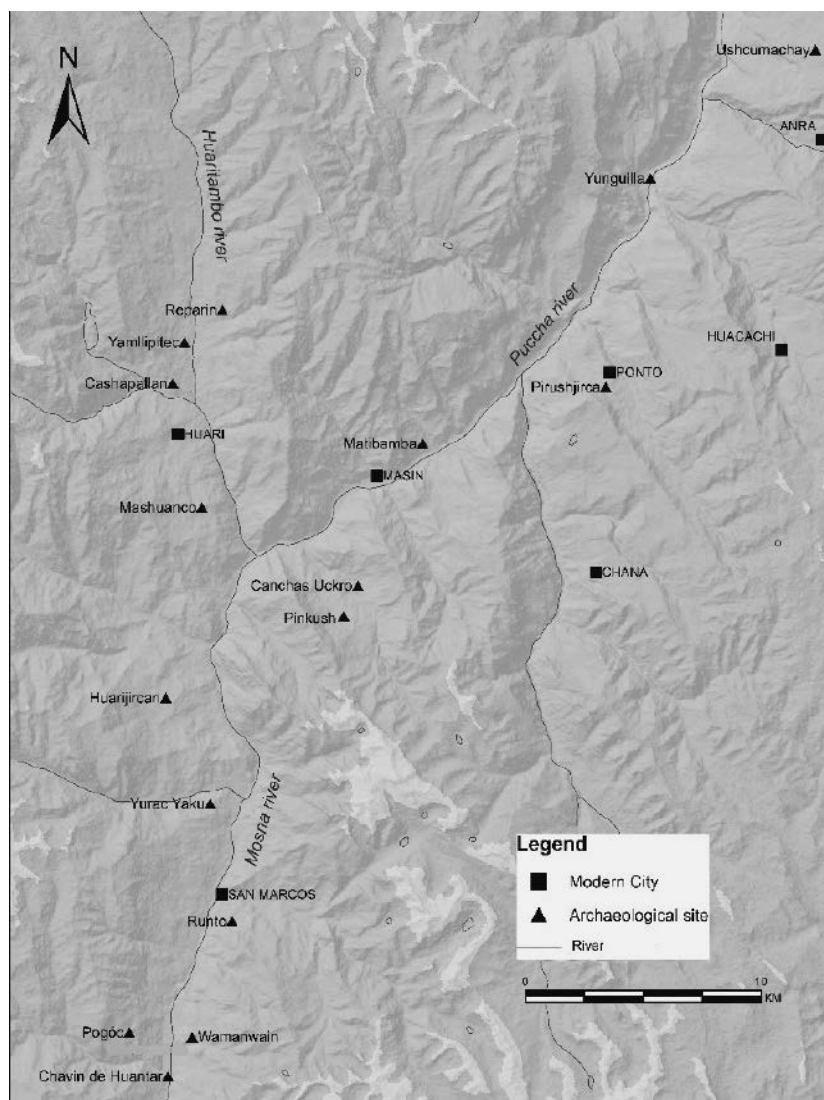 Ushcumachay
N
ANRA
Yunguilla
Huaritambo river
Reparin
Puccha river
Yamllipitec
HUACACHI
PONTO
Cashapallan
Pirushjirca
HUARI
Matibamba
MASIN
Mashuanco
CHANA
Canchas Uckro
Pinkush
Huarijircan
Yurac Yaku
Mosna river
Legend
Modern City
Archaeological site
River
SAN MARCOS
Runto
0 10
KM
Pogóc
Wamanwain
Chavin de Huantar